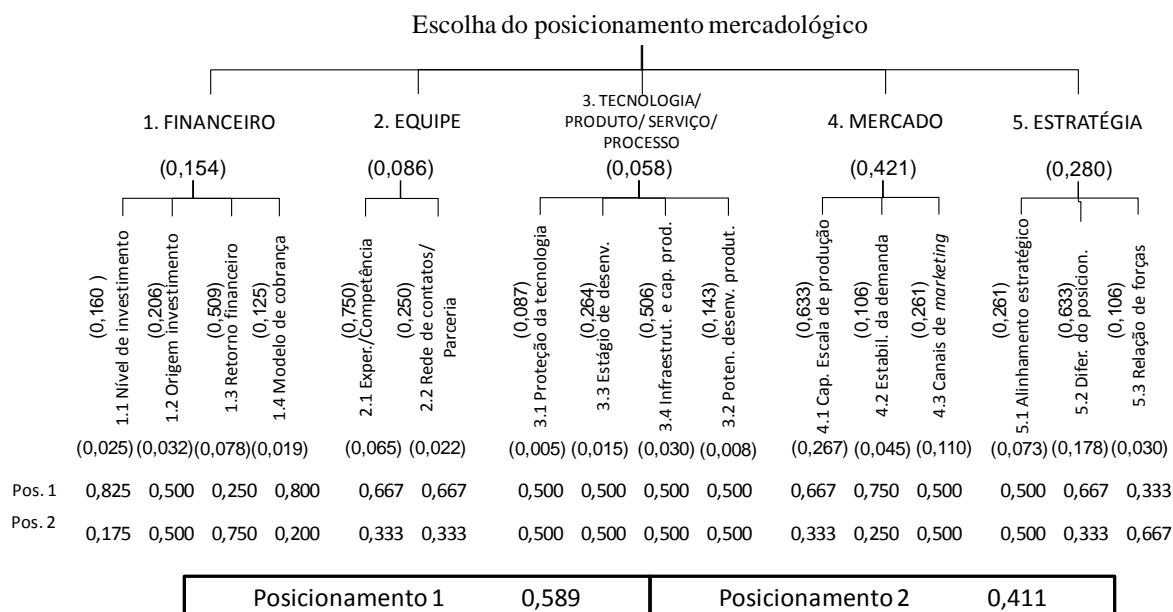 Escolha do posicionamento mercadológico
1. FINANCEIRO
2. EQUIPE
3. TECNOLOGIA/
PRODUTO/ SERVIÇO/
PROCESSO
4. MERCADO
5. ESTRATÉGIA
(0,154)
(0,086)
(0,058)
(0,421)
(0,280)
(0,160 )
1.1 Nível de investimento
(0,206)
1.2 Origem investimento
(0,509)
1.3 Retorno financeiro
(0,125)
1.4 Modelo de cobrança
(0,750)
2.1 Exper./Competência
(0,250)
2.2 Rede de contatos/
Parceria
(0,087)
3.1 Proteção da tecnologia
(0,264)
3.3 Estágio de desenv.
(0,506)
3.4 Infraestrut. e cap. prod.
(0,143)
3.2 Poten. desenv. produt.
(0,633)
4.1 Cap. Escala de produção
(0,106)
4.2 Estabil. da demanda
(0,261)
4.3 Canais de marketing
(0,261)
5.1 Alinhamento estratégico
(0,633)
5.2 Difer. do posicion.
(0,106)
5.3 Relação de forças
(0,025) (0,032) (0,078) (0,019) (0,065) (0,022) (0,005) (0,015) (0,030) (0,008) (0,267) (0,045) (0,110) (0,073) (0,178) (0,030)
Pos. 1 0,825 0,500 0,250 0,800 0,667 0,667 0,500 0,500 0,500 0,500 0,667 0,750 0,500 0,500 0,667 0,333
Pos. 2 0,175 0,500 0,750 0,200 0,333 0,333 0,500 0,500 0,500 0,500 0,333 0,250 0,500 0,500 0,333 0,667
Posicionamento 1 0,589 Posicionamento 2 0,411